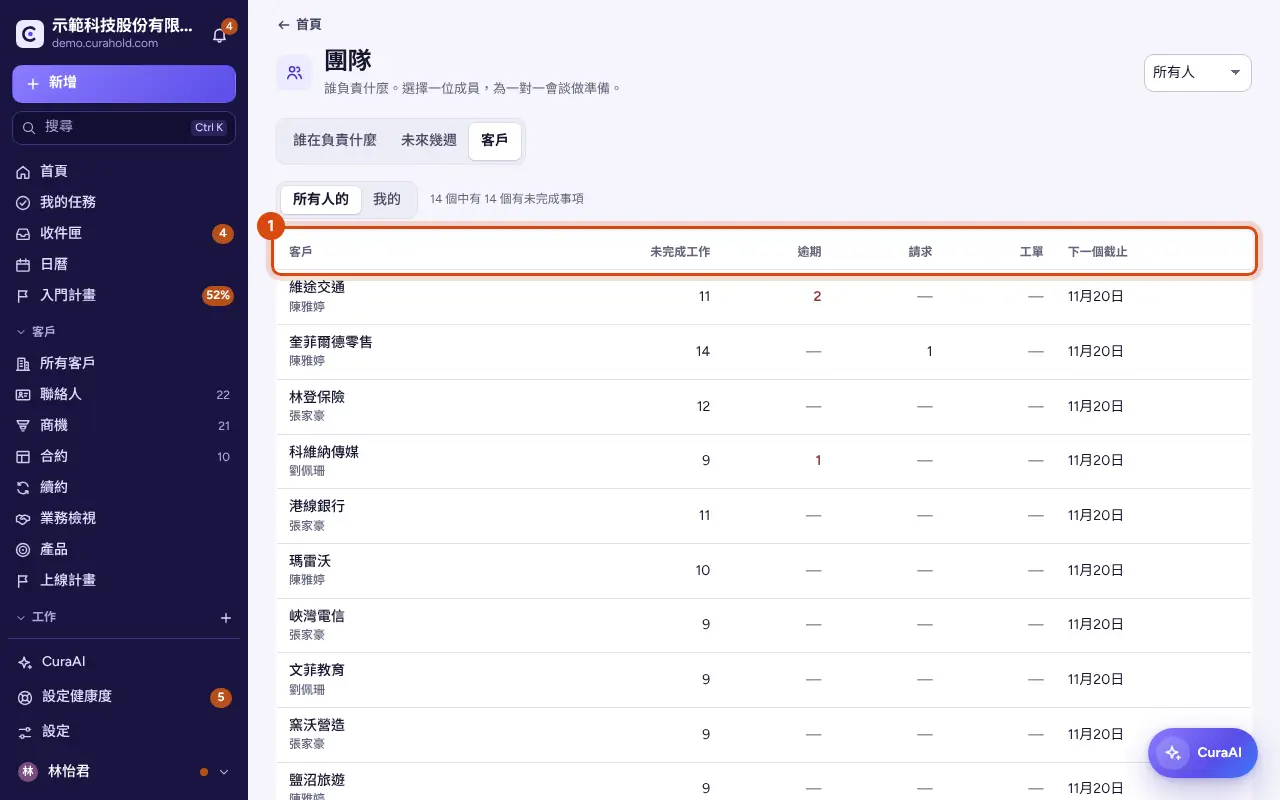 示範科技股份有限...
demo.curahold.com
4
新增
搜尋
Ctrl K
首頁
我的任務
收件匣
4
日曆
入門計畫
52%
客戶
所有客戶
聯絡人
22
商機
21
合約
10
續約
業務檢視
產品
上線計畫
工作
CuraAI
設定健康度
5
設定
林
林怡君
首頁
團隊
誰負責什麼。選擇一位成員，為一對一會談做準備。
所有人
誰在負責什麼 未來幾週 客戶
所有人的 我的 14 個中有 14 個有未完成事項
1
客戶 未完成工作 逾期 請求 工單 下一個截止
維途交通
陳雅婷
11 2 — — 11月20日
奎菲爾德零售
陳雅婷
14 — 1 — 11月20日
林登保險
張家豪
12 — — — 11月20日
科維納傳媒
劉佩珊
9 1 — — 11月20日
港線銀行
張家豪
11 — — — 11月20日
瑪雷沃
陳雅婷
10 — — — 11月20日
峽灣電信
張家豪
9 — — — 11月20日
文菲教育
劉佩珊
9 — — — 11月20日
窯沃營造
張家豪
9 — — — 11月20日
鹽沼旅遊
陳雅婷
9 — — — 11月20日
CuraAI